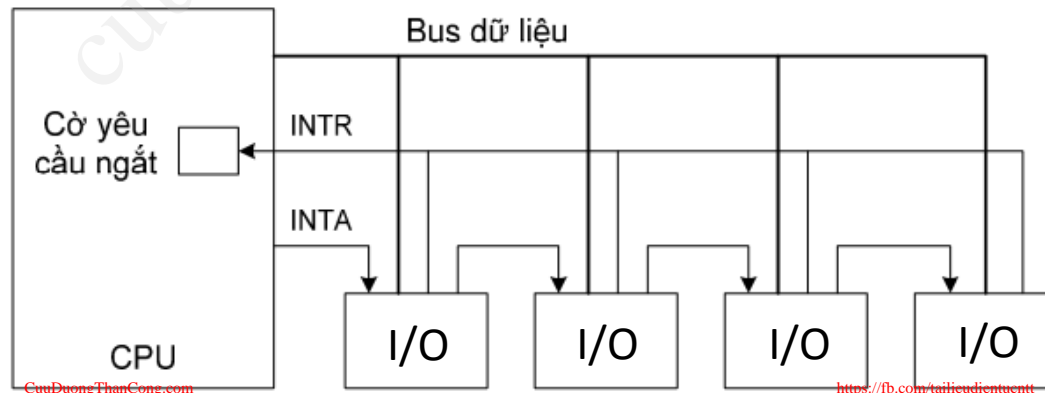 Bus dữ liệu
Cờ yêu
cầu ngắt
INTR
INTA
I/O
I/O
I/O
I/O
CPU
CuuDuongThanCong.com
https://fb.com/tailieudientucntt